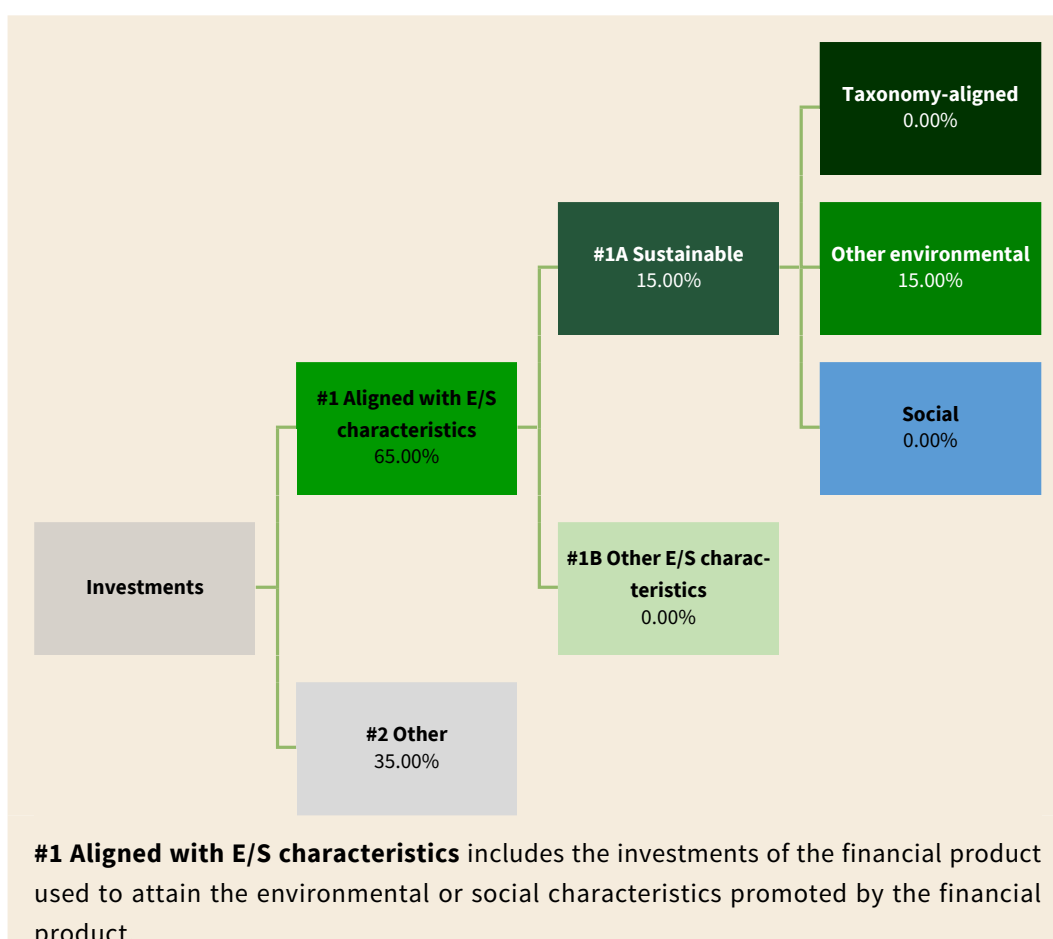 Taxonomy-aligned
0.00%
#1A Sustainable
15.00%
Other environmental
15.00%
#1 Aligned with E/S
characteristics
65.00%
Social
0.00%
Investments
#1B Other E/S charac-
teristics
0.00%
#2 Other
35.00%
#1 Aligned with E/S characteristics includes the investments of the financial product
used to attain the environmental or social characteristics promoted by the financial
product